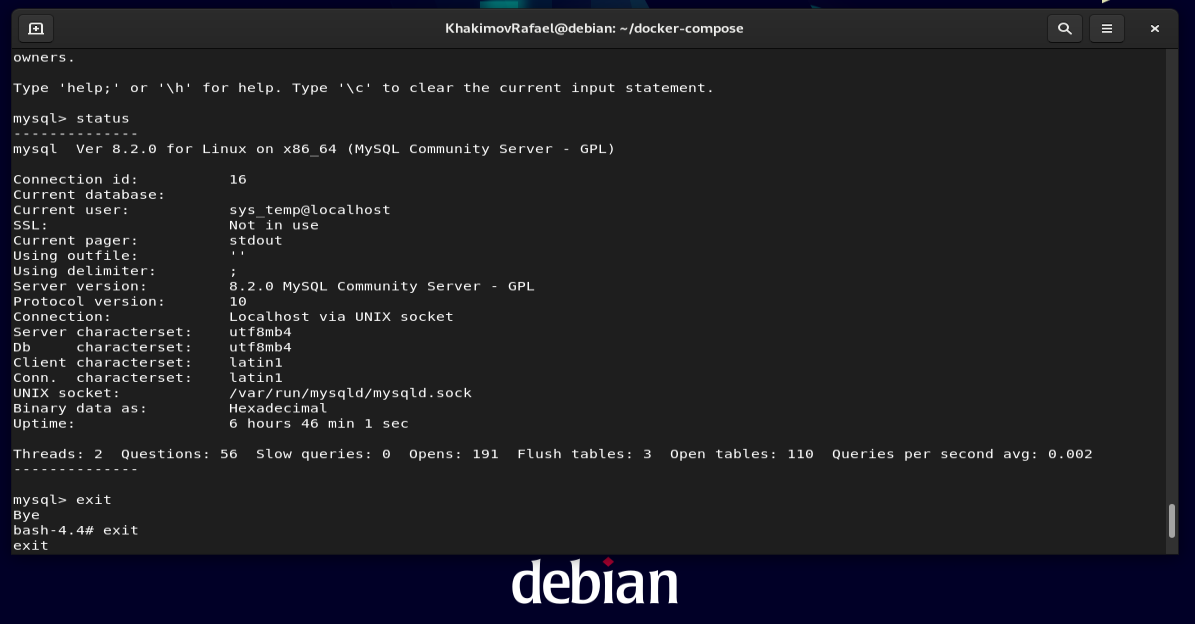 KhakimovRafael@debian: ~/docker-compose
owners.
Type 'help;' or '\h' for help. Type '\c' to clear the current input statement.
mysql> status
--------------
mysql  Ver 8.2.0 for Linux on x86_64 (MySQL Community Server - GPL)
Connection id:          16
Current database:
Current user:           sys_temp@localhost
SSL:                    Not in use
Current pager:          stdout
Using outfile:          ''
Using delimiter:        ;
Server version:         8.2.0 MySQL Community Server - GPL
Protocol version:       10
Connection:             Localhost via UNIX socket
Server characterset:    utf8mb4
Db     characterset:    utf8mb4
Client characterset:    latin1
Conn.  characterset:    latin1
UNIX socket:            /var/run/mysqld/mysqld.sock
Binary data as:         Hexadecimal
Uptime:                 6 hours 46 min 1 sec
Threads: 2  Questions: 56  Slow queries: 0  Opens: 191  Flush tables: 3  Open tables: 110  Queries per second avg: 0.002
--------------
mysql> exit
Bye
bash-4.4# exit
exit
debian